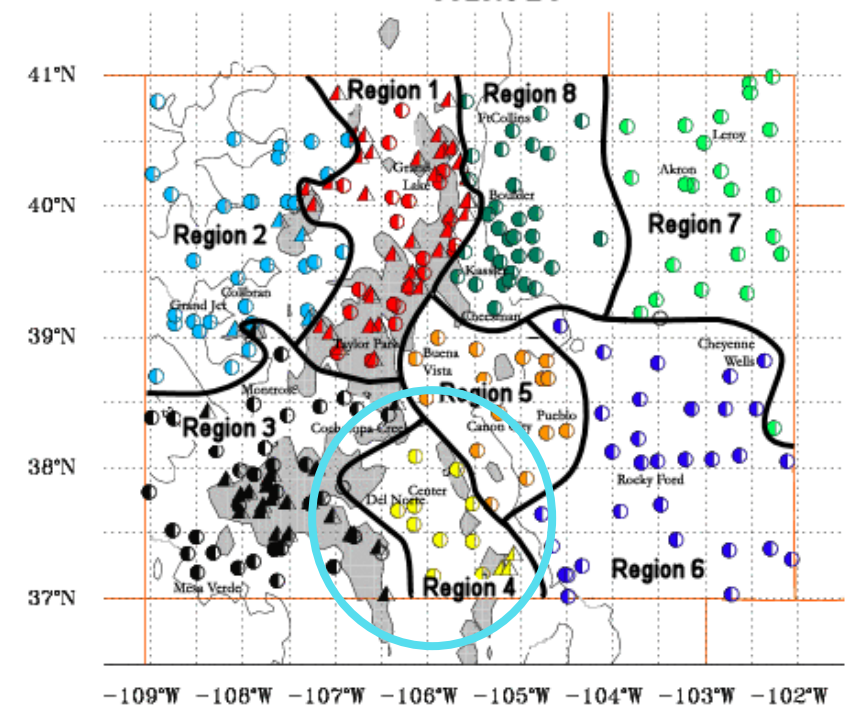 41°N
Region 1
Region 8
FtCollins
Leroy
Grand
Lake
Akron
Boulder
40°N
Region 7
Region 2
Kassler
Collbran
Grand Jct
Cheesman
39°N
Taylor Park
Buena
Vista
Cheyenne
Wells
Montrose
Region 5
Region 3
Cochetopa Creek
Canon City
Pueblo
38°N
Del Norte
Center
Rocky Ford
Region 6
Mesa Verde
Region 4
37°N
-109°W -108°W -107°W -106°W -105°W -104°W -103°W -102°W